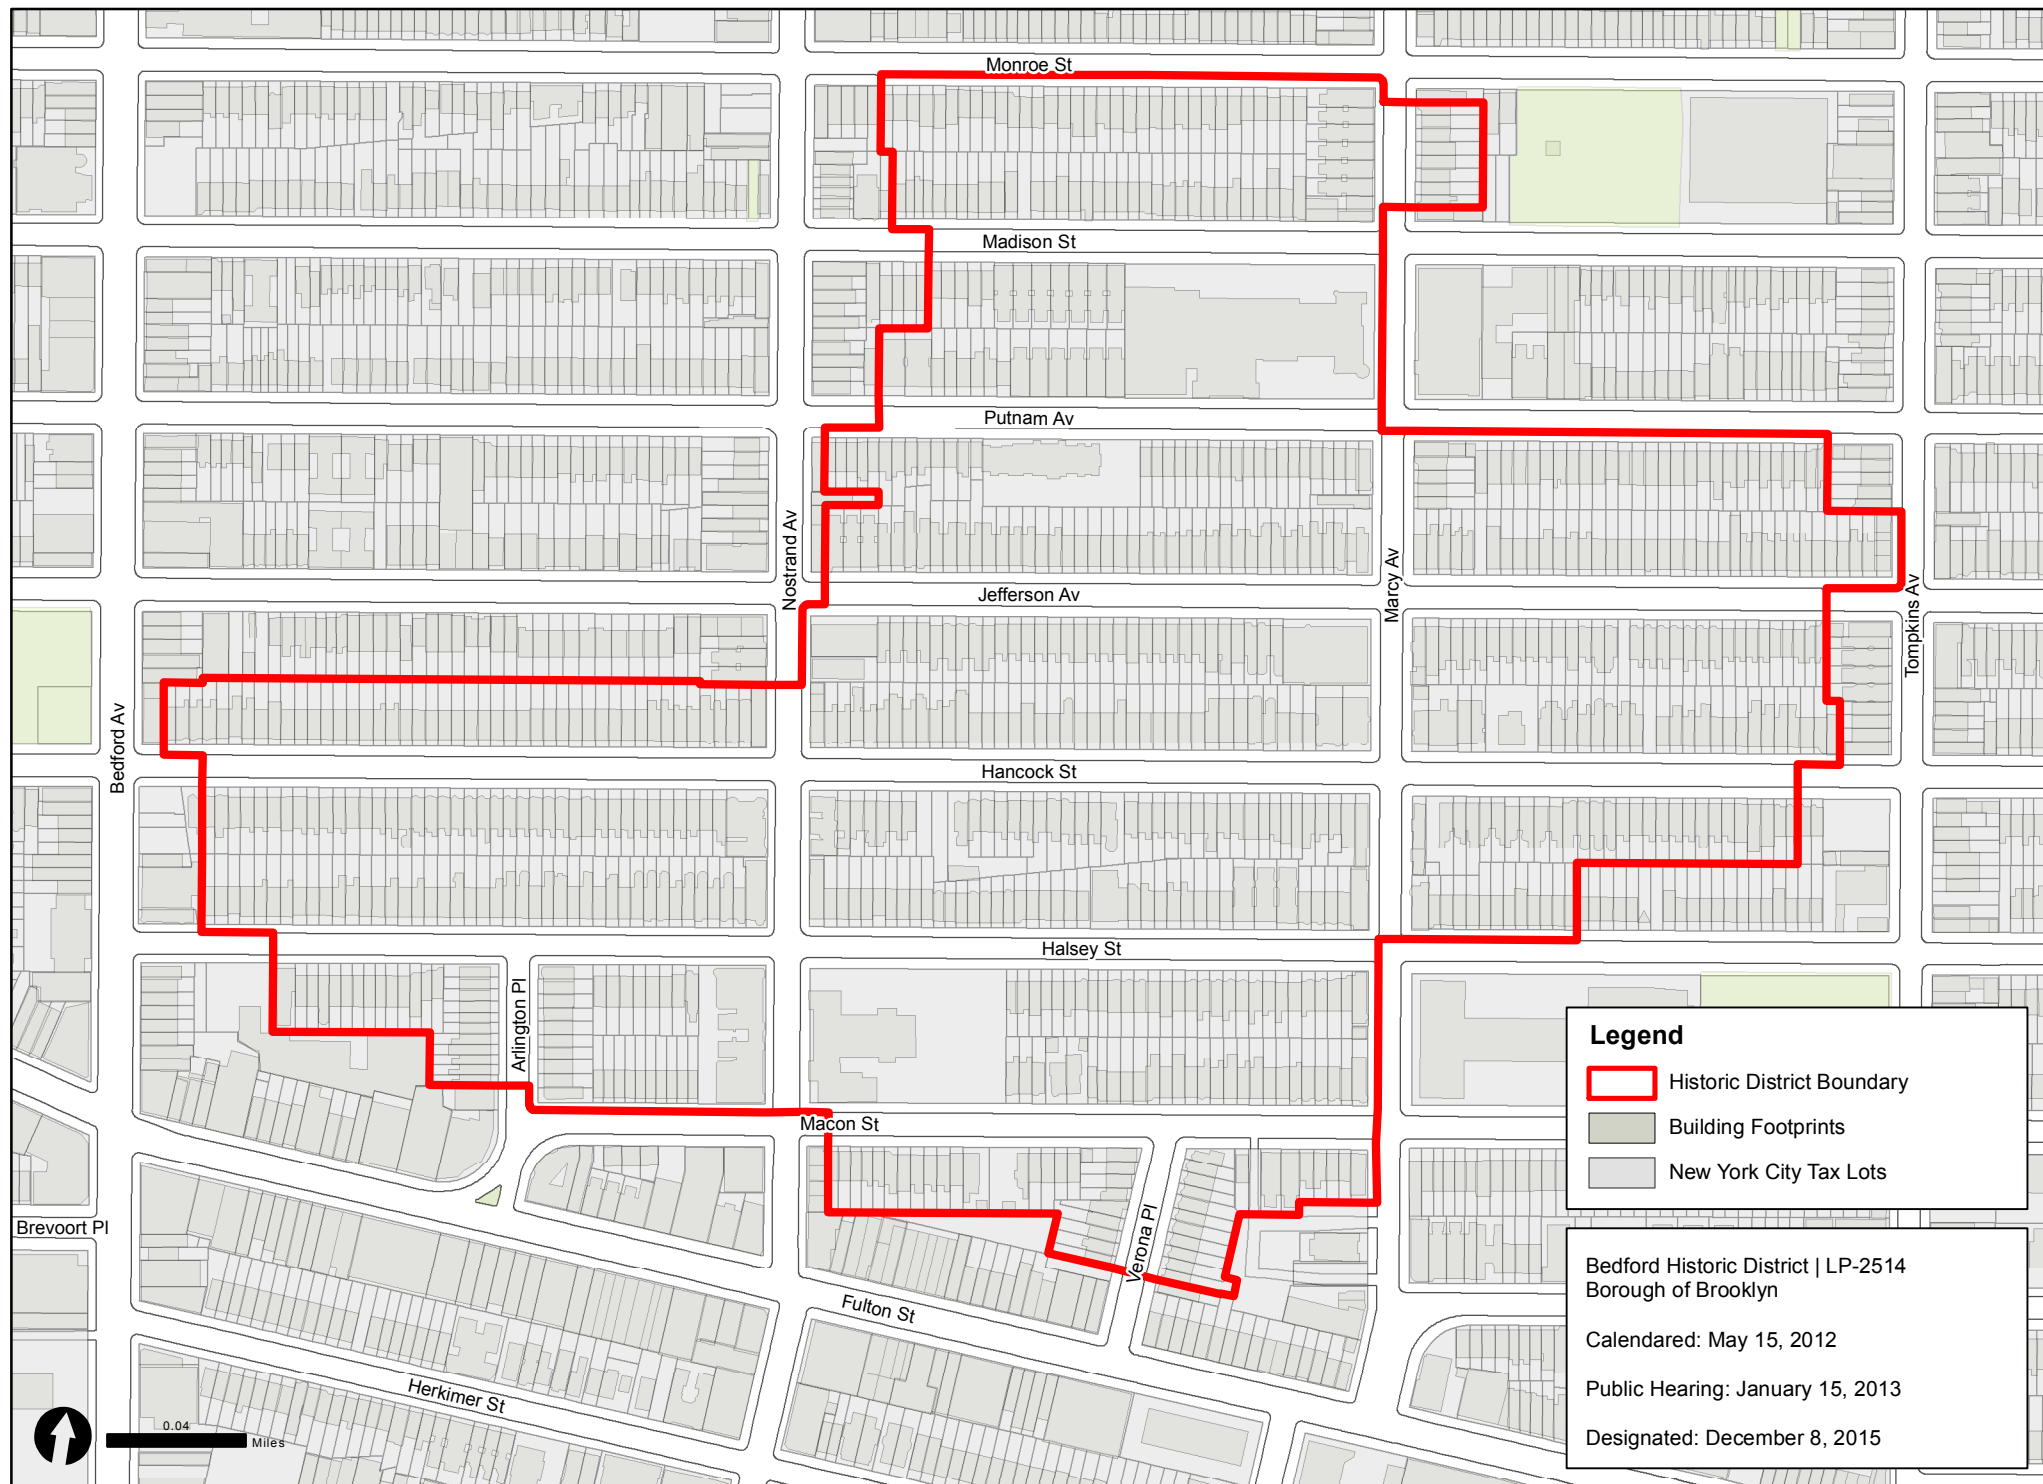 Monroe St
Madison St
Putnam Av
Nostrand Av
Marcy Av
Jefferson Av
Tompkins Av
Bedford Av
Hancock St
Halsey St
Arlington Pl
Macon St
Verona Pl
Brevoort Pl
Fulton St
Herkimer St
0.04
Miles
Legend
Historic District Boundary
Building Footprints
New York City Tax Lots
Bedford Historic District | LP-2514
Borough of Brooklyn
Calendared: May 15, 2012
Public Hearing: January 15, 2013
Designated: December 8, 2015